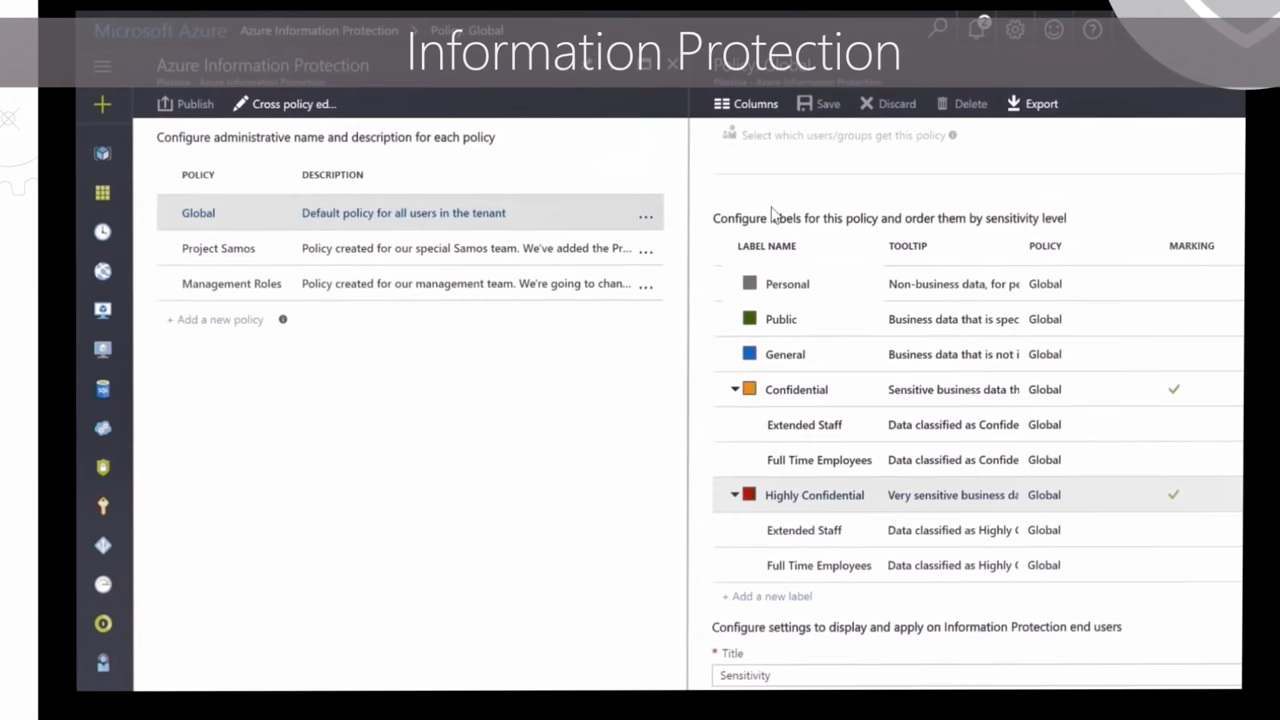 Microsoft Azure Azure Information Protection > Policy: Global
Information Protection
Azure Information Protection
Policy: Global
Azure Information Protection
Publish Cross policy ed...
Columns Save Discard Delete Export
Configure administrative name and description for each policy
POLICY DESCRIPTION
Global Default policy for all users in the tenant ...
Project Samos Policy created for our special Samos team. We've added the Pr... ...
Management Roles Policy created for our management team. We're going to chan... ...
+ Add a new policy
Select which users/groups get this policy
Configure labels for this policy and order them by sensitivity level
LABEL NAME TOOLTIP POLICY MARKING
Personal Non-business data, for pe Global
Public Business data that is spec Global
General Business data that is not i Global
Confidential Sensitive business data th Global
Extended Staff Data classified as Confide Global
Full Time Employees Data classified as Confide Global
Highly Confidential Very sensitive business da Global
Extended Staff Data classified as Highly C Global
Full Time Employees Data classified as Highly C Global
+ Add a new label
Configure settings to display and apply on Information Protection end users
* Title
Sensitivity